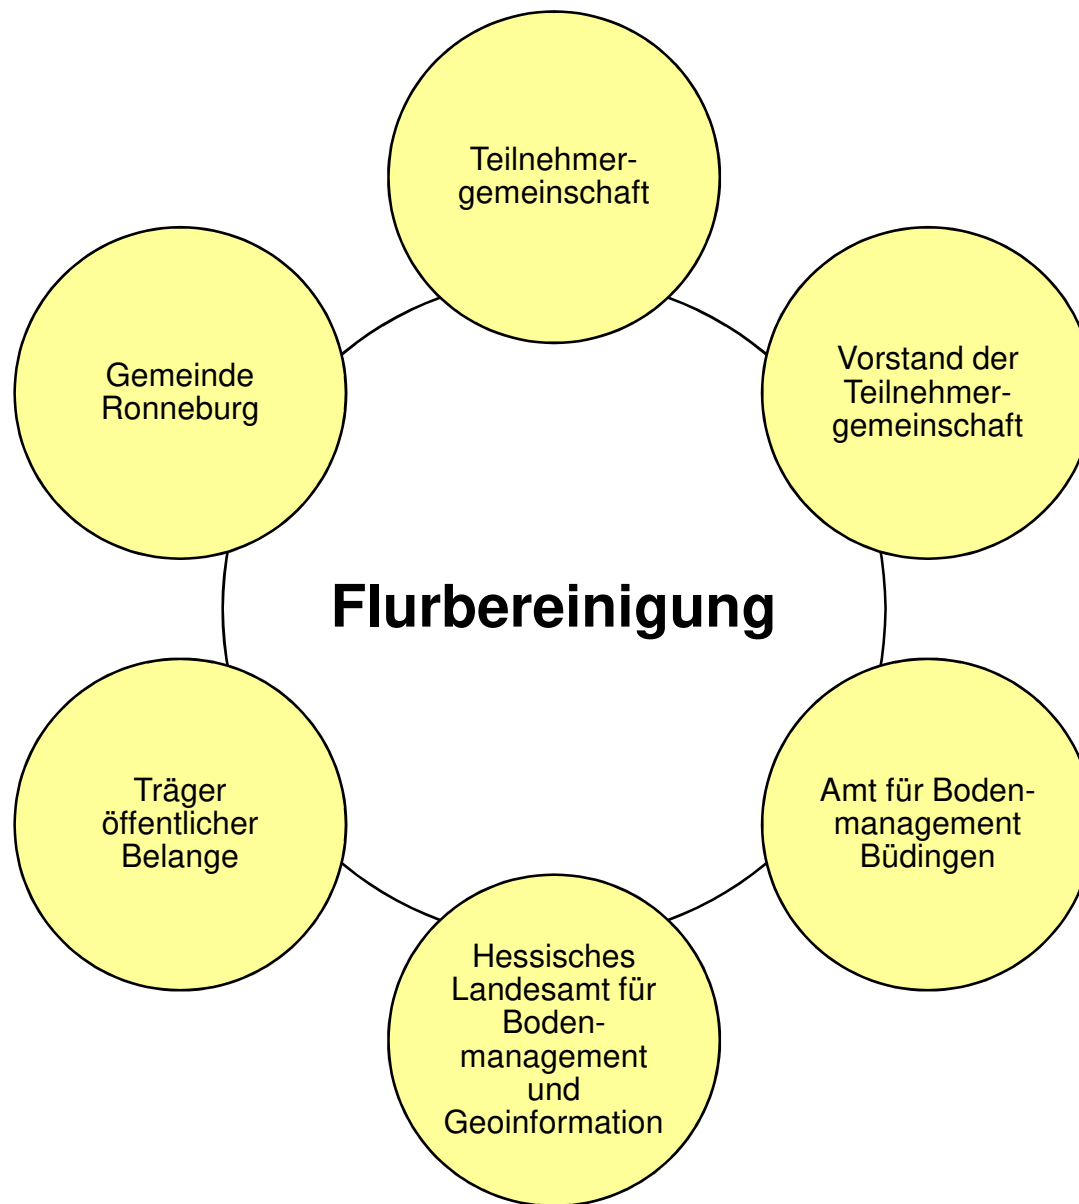 Teilnehmer-
gemeinschaft
Gemeinde
Ronneburg
Vorstand der
Teilnehmer-
gemeinschaft
Flurbereinigung
Träger
öffentlicher
Belange
Amt für Boden-
management
Büdingen
Hessisches
Landesamt für
Boden-
management
und
Geoinformation